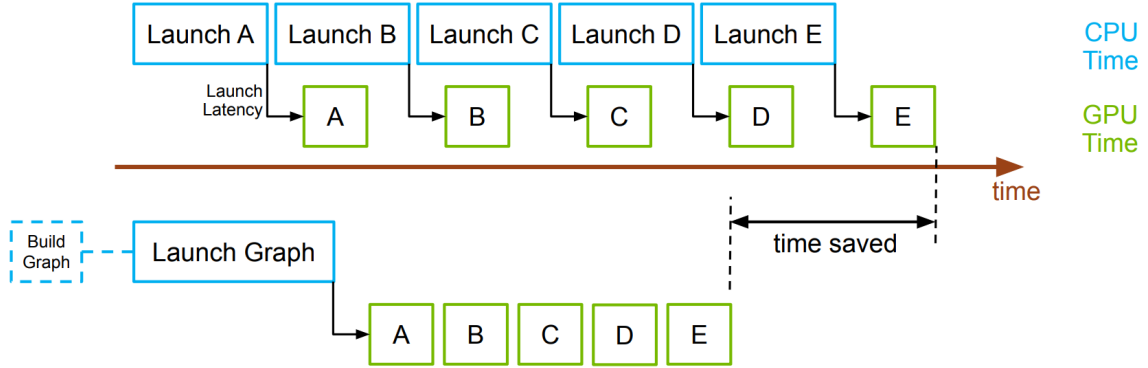 Launch A
Launch B
Launch C
Launch D
Launch E
CPU
Time
Launch
Latency
A
B
C
D
E
GPU
Time
time
Build
Graph
Launch Graph
time saved
A
B
C
D
E